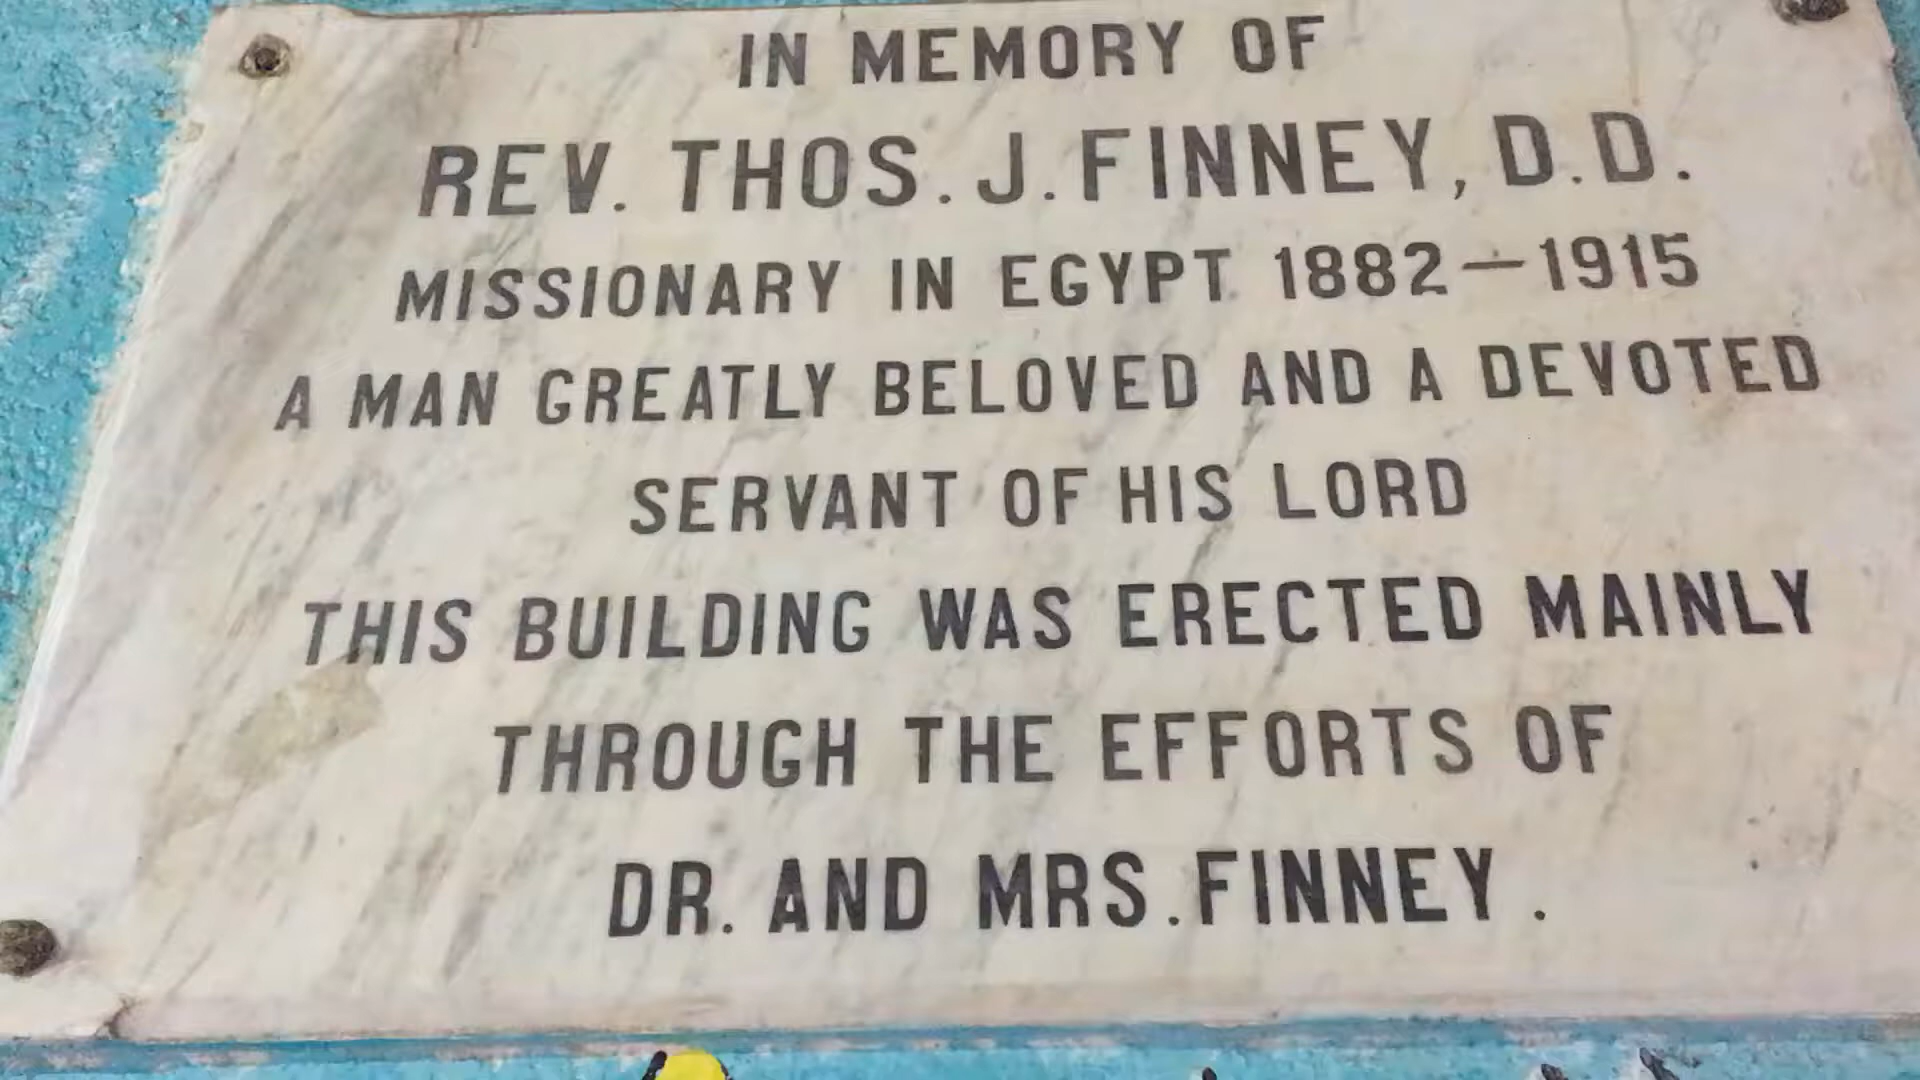 IN MEMORY OF
REV. THOS. J. FINNEY, D.D.
MISSIONARY IN EGYPT 1882—1915
A MAN GREATLY BELOVED AND A DEVOTED
SERVANT OF HIS LORD
THIS BUILDING WAS ERECTED MAINLY
THROUGH THE EFFORTS OF
DR. AND MRS. FINNEY.